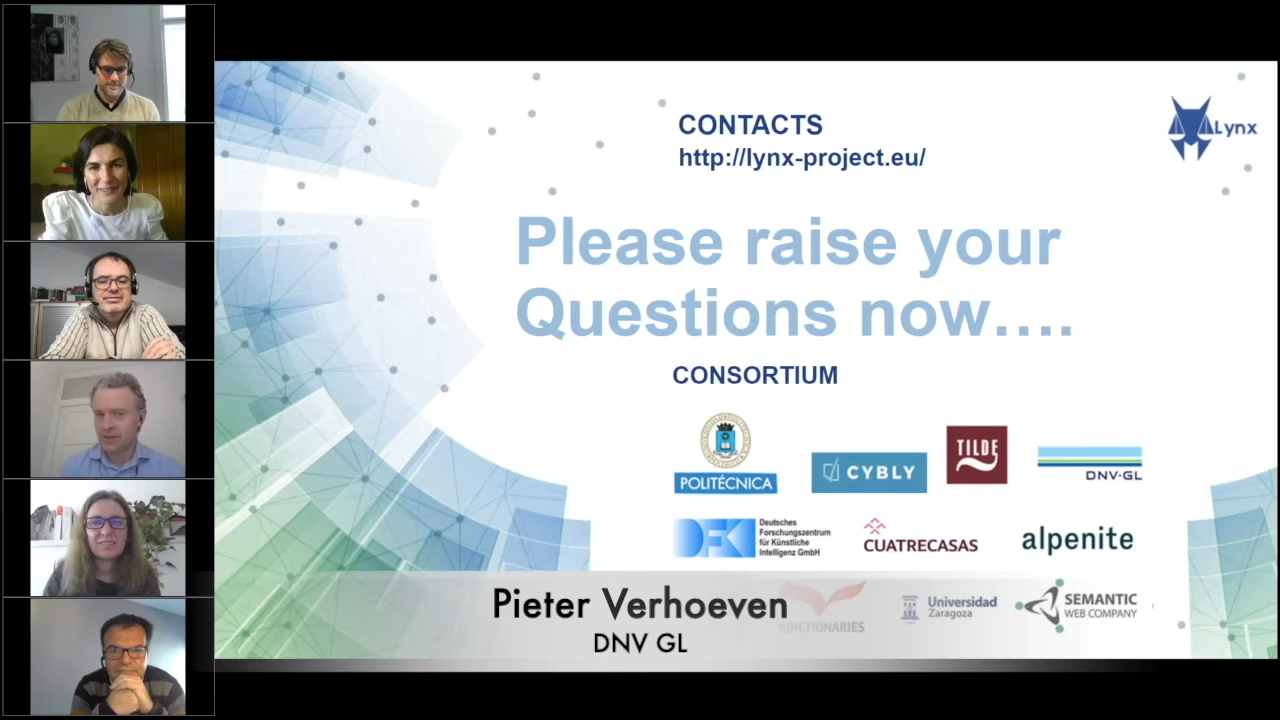 CONTACTS
http://lynx-project.eu/
Lynx
Please raise your
Questions now….
CONSORTIUM
POLITÉCNICA
CYBLY
TILDE
DNV·GL
DFKI
Deutsches
Forschungszentrum
für Künstliche
Intelligenz GmbH
CUATRECASAS
alpenite
Pieter Verhoeven
DNV GL
Universidad
Zaragoza
SEMANTIC
WEB COMPANY